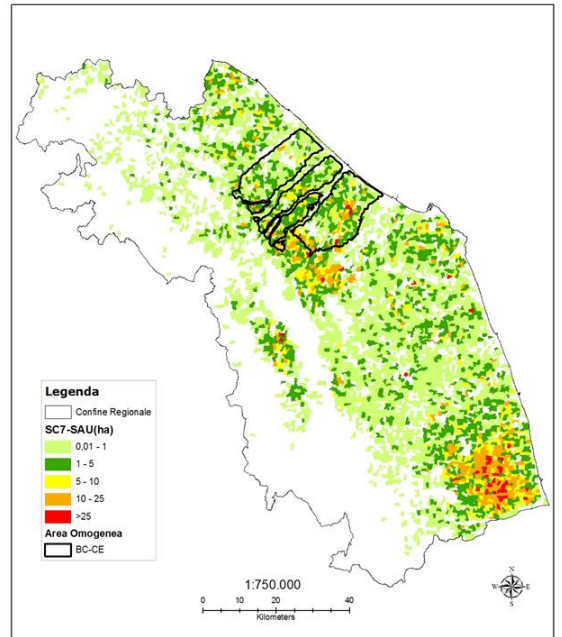 Legenda
Confine Regionale
SC7-SAU(ha)
0,01 - 1
1 - 5
5 - 10
10 - 25
>25
Area Omogenea
BC-CE
1:750.000
0 10 20 40
Kilometers
N
W E
S